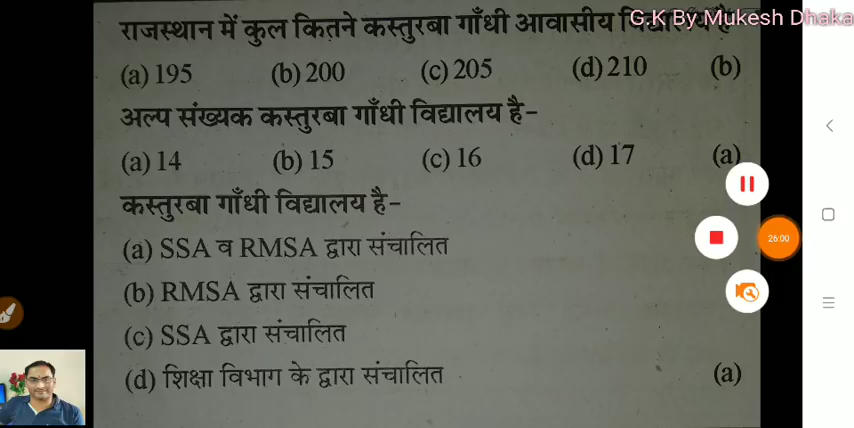 G.K By Mukesh Dhaka
राजस्थान में कुल कितने कस्तुरबा गाँधी आवासीय विद्यालय है
(a) 195 (b) 200 (c) 205 (d) 210 (b)
अल्प संख्यक कस्तुरबा गाँधी विद्यालय है-
(a) 14 (b) 15 (c) 16 (d) 17 (a)
कस्तुरबा गाँधी विद्यालय है-
(a) SSA व RMSA द्वारा संचालित
(b) RMSA द्वारा संचालित
(c) SSA द्वारा संचालित
(d) शिक्षा विभाग के द्वारा संचालित (a)
26:00